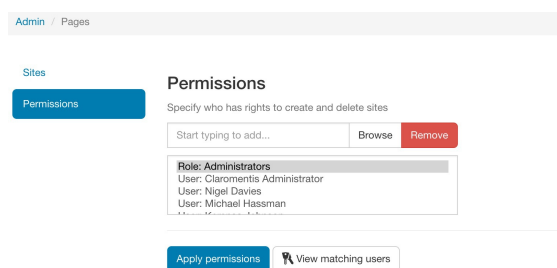 Admin / Pages
Sites
Permissions
Permissions
Specify who has rights to create and delete sites
Start typing to add... Browse Remove
Role: Administrators
User: Claromentis Administrator
User: Nigel Davies
User: Michael Hassman
Apply permissions View matching users